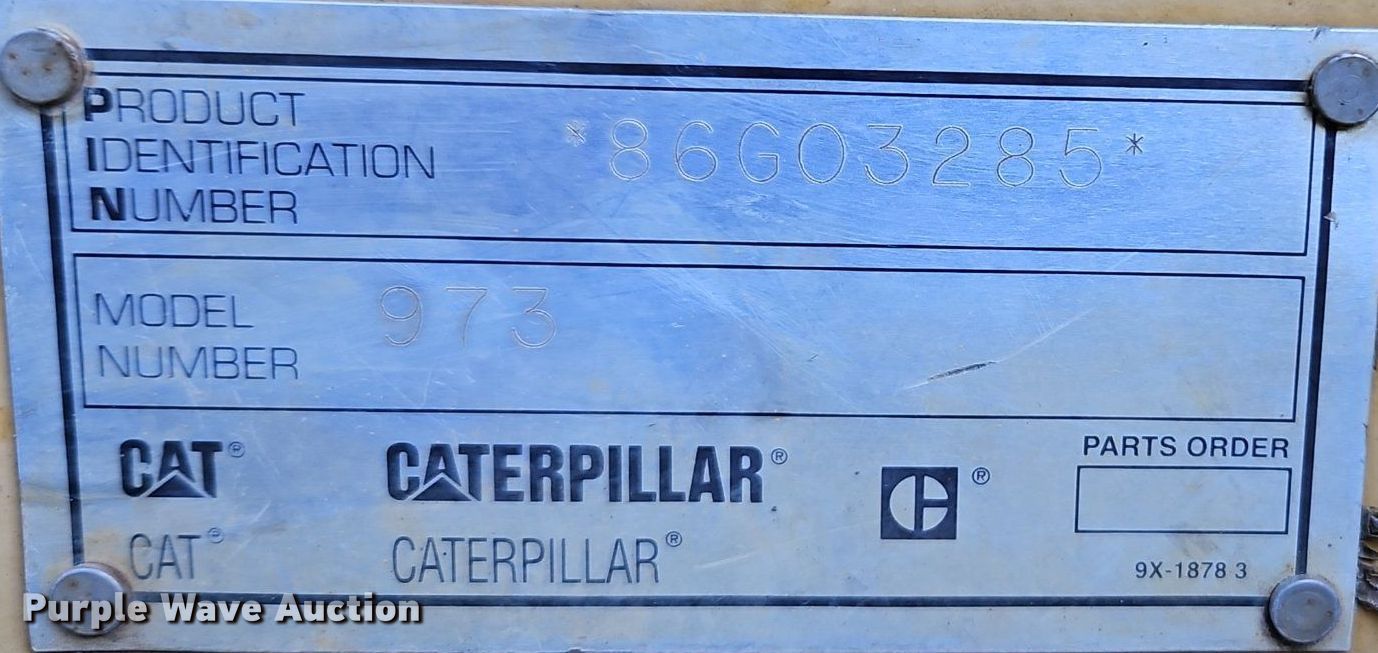 PRODUCT
IDENTIFICATION
NUMBER
*86G03285*
MODEL
NUMBER
973
CAT® CATERPILLAR® ®
PARTS ORDER
CAT® CATERPILLAR®
9X-1878 3
Purple Wave Auction